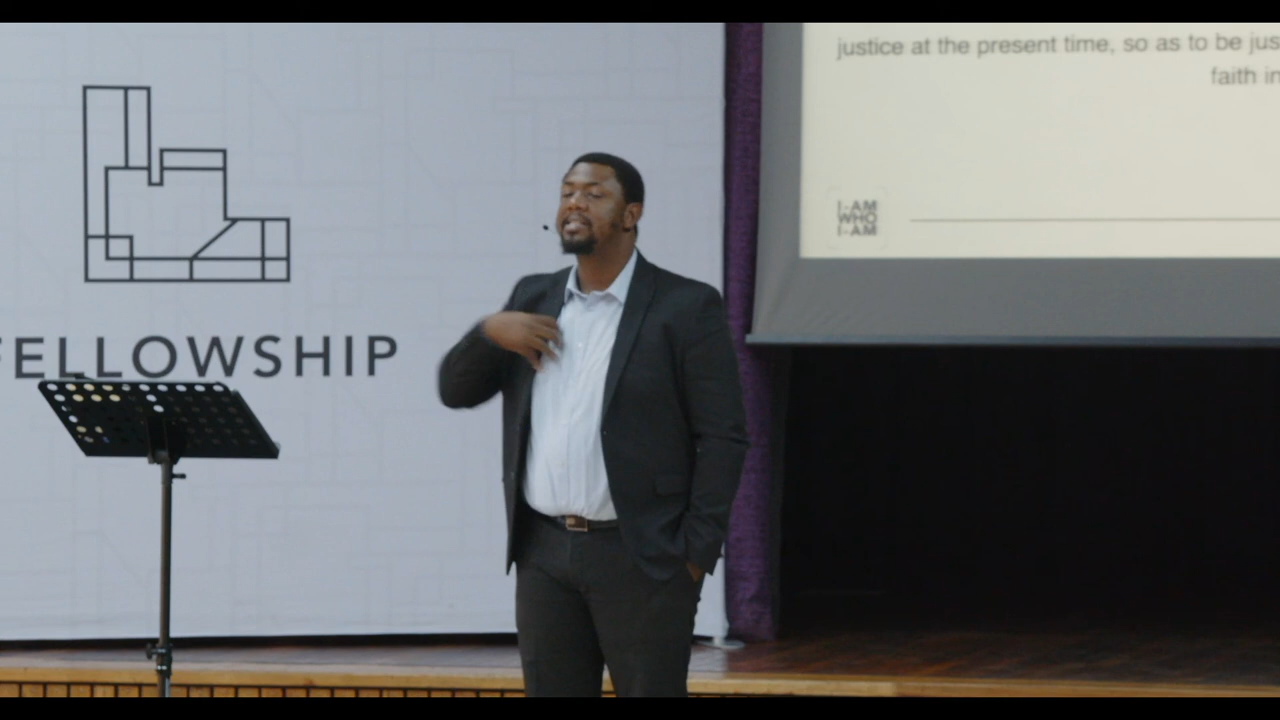 FELLOWSHIP
justice at the present time, so as to be jus
faith in
I-AM
WHO
I-AM